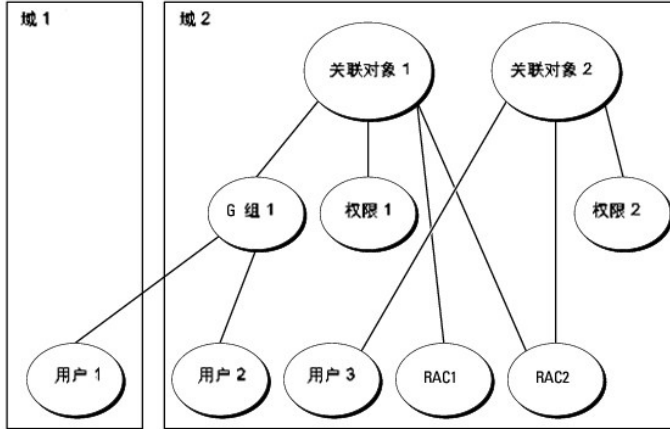 域 1
域 2
关联对象 1
关联对象 2
G 组 1
权限 1
权限 2
用户 1
用户 2
用户 3
RAC1
RAC2